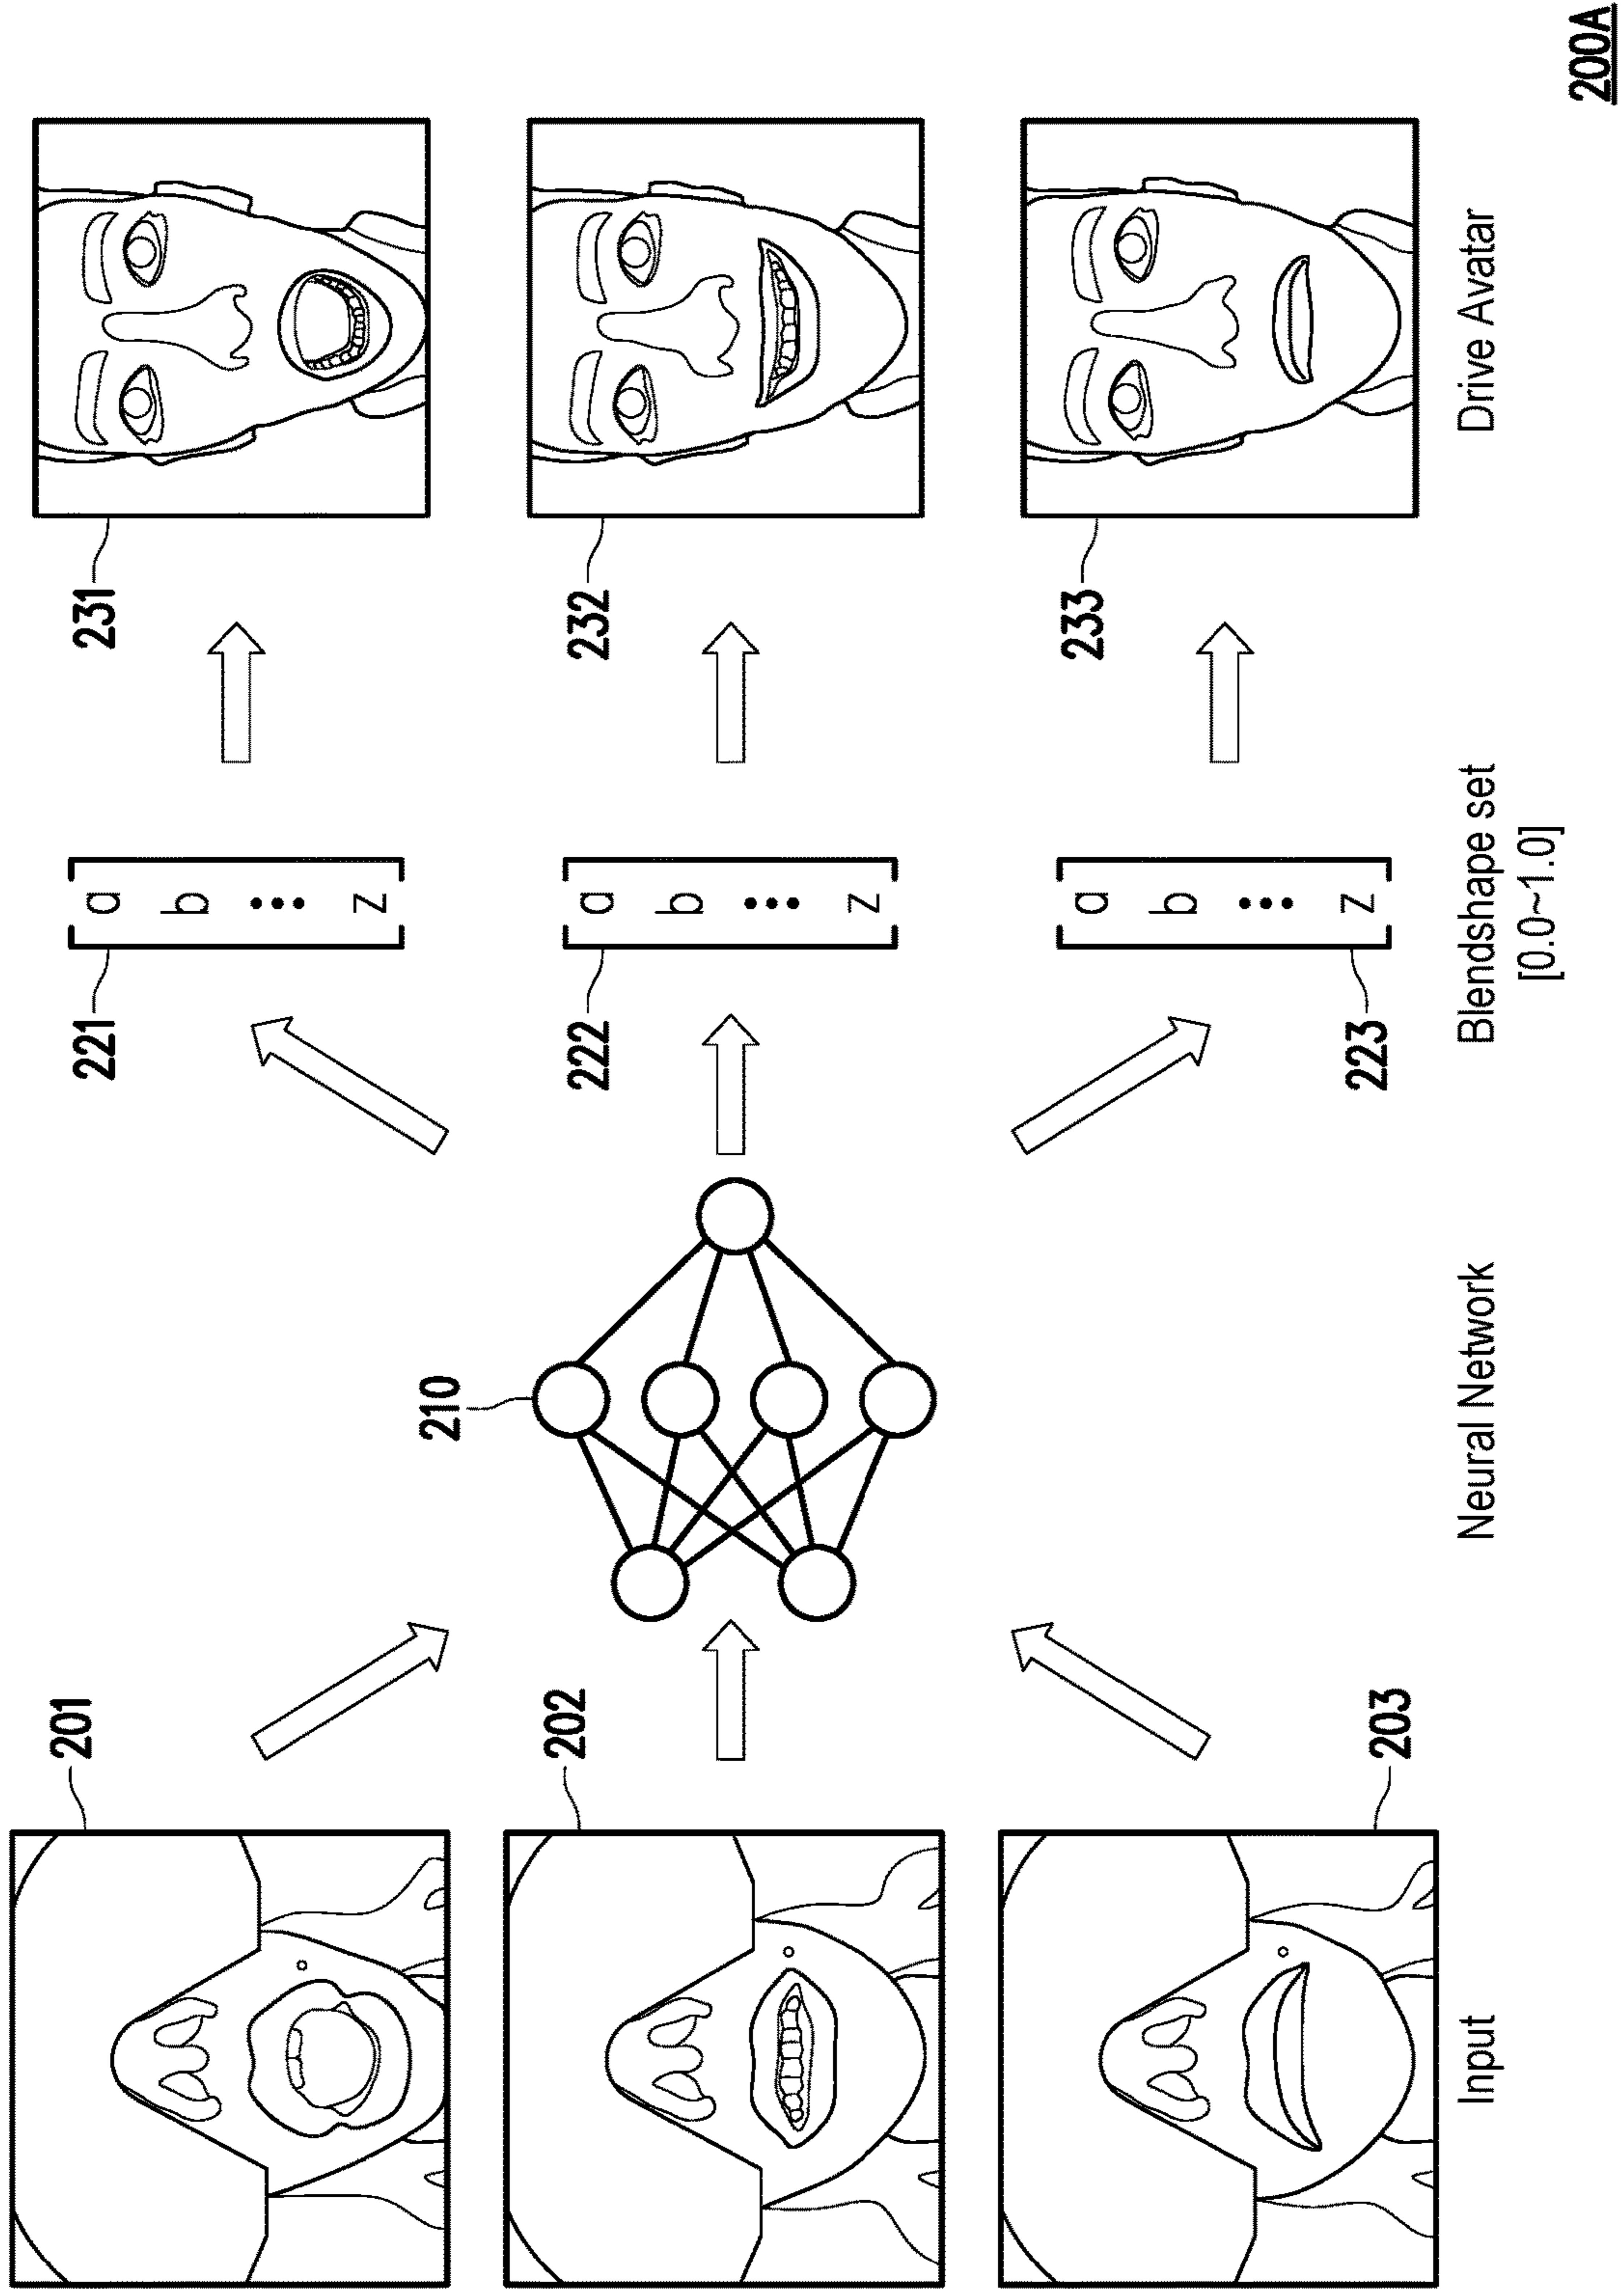 201
202
203
Input
210
Neural Network
221
a
b
z
222
a
b
z
223
a
b
z
Blendshape set
[0.0~1.0]
231
232
233
Drive Avatar
200A